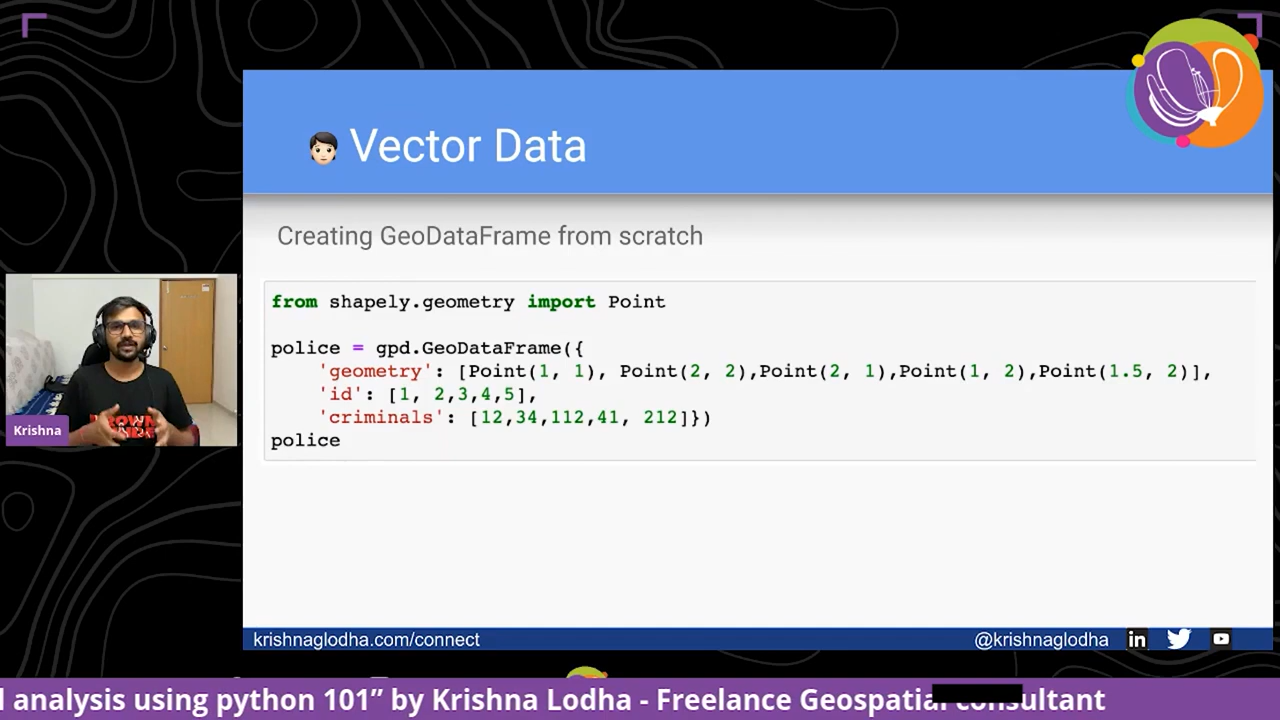 Vector Data
Creating GeoDataFrame from scratch
from shapely.geometry import Point
police = gpd.GeoDataFrame({
'geometry': [Point(1, 1), Point(2, 2),Point(2, 1),Point(1, 2),Point(1.5, 2)],
'id': [1, 2,3,4,5],
'criminals': [12,34,112,41, 212]})
police
Krishna
krishnaglodha.com/connect
@krishnaglodha in
analysis using python 101” by Krishna Lodha - Freelance